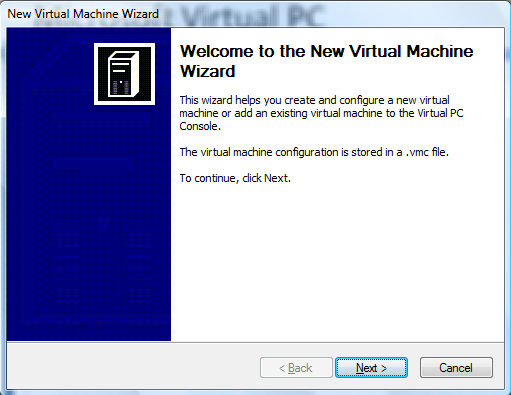 Microsoft Virtual PC
New Virtual Machine Wizard
Welcome to the New Virtual Machine
Wizard
This wizard helps you create and configure a new virtual
machine or add an existing virtual machine to the Virtual PC
Console.
The virtual machine configuration is stored in a .vmc file.
To continue, click Next.
< Back
Next >
Cancel